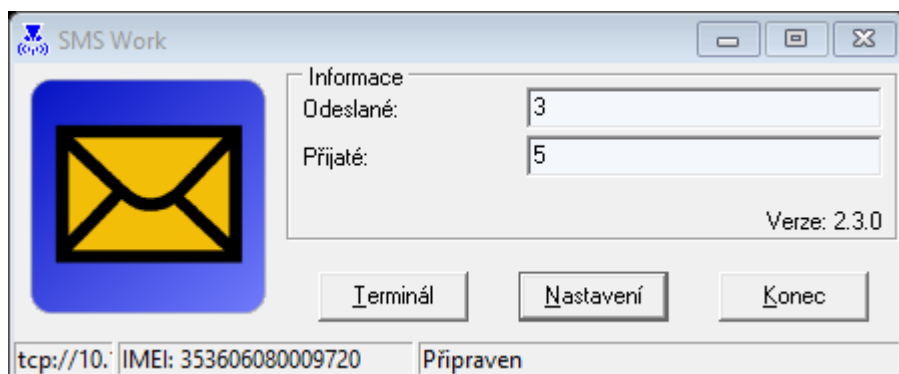 SMS Work
Informace
Odeslané: 3
Přijaté: 5
Verze: 2.3.0
Terminál Nastavení Konec
tcp://10. IMEI: 353606080009720 Připraven